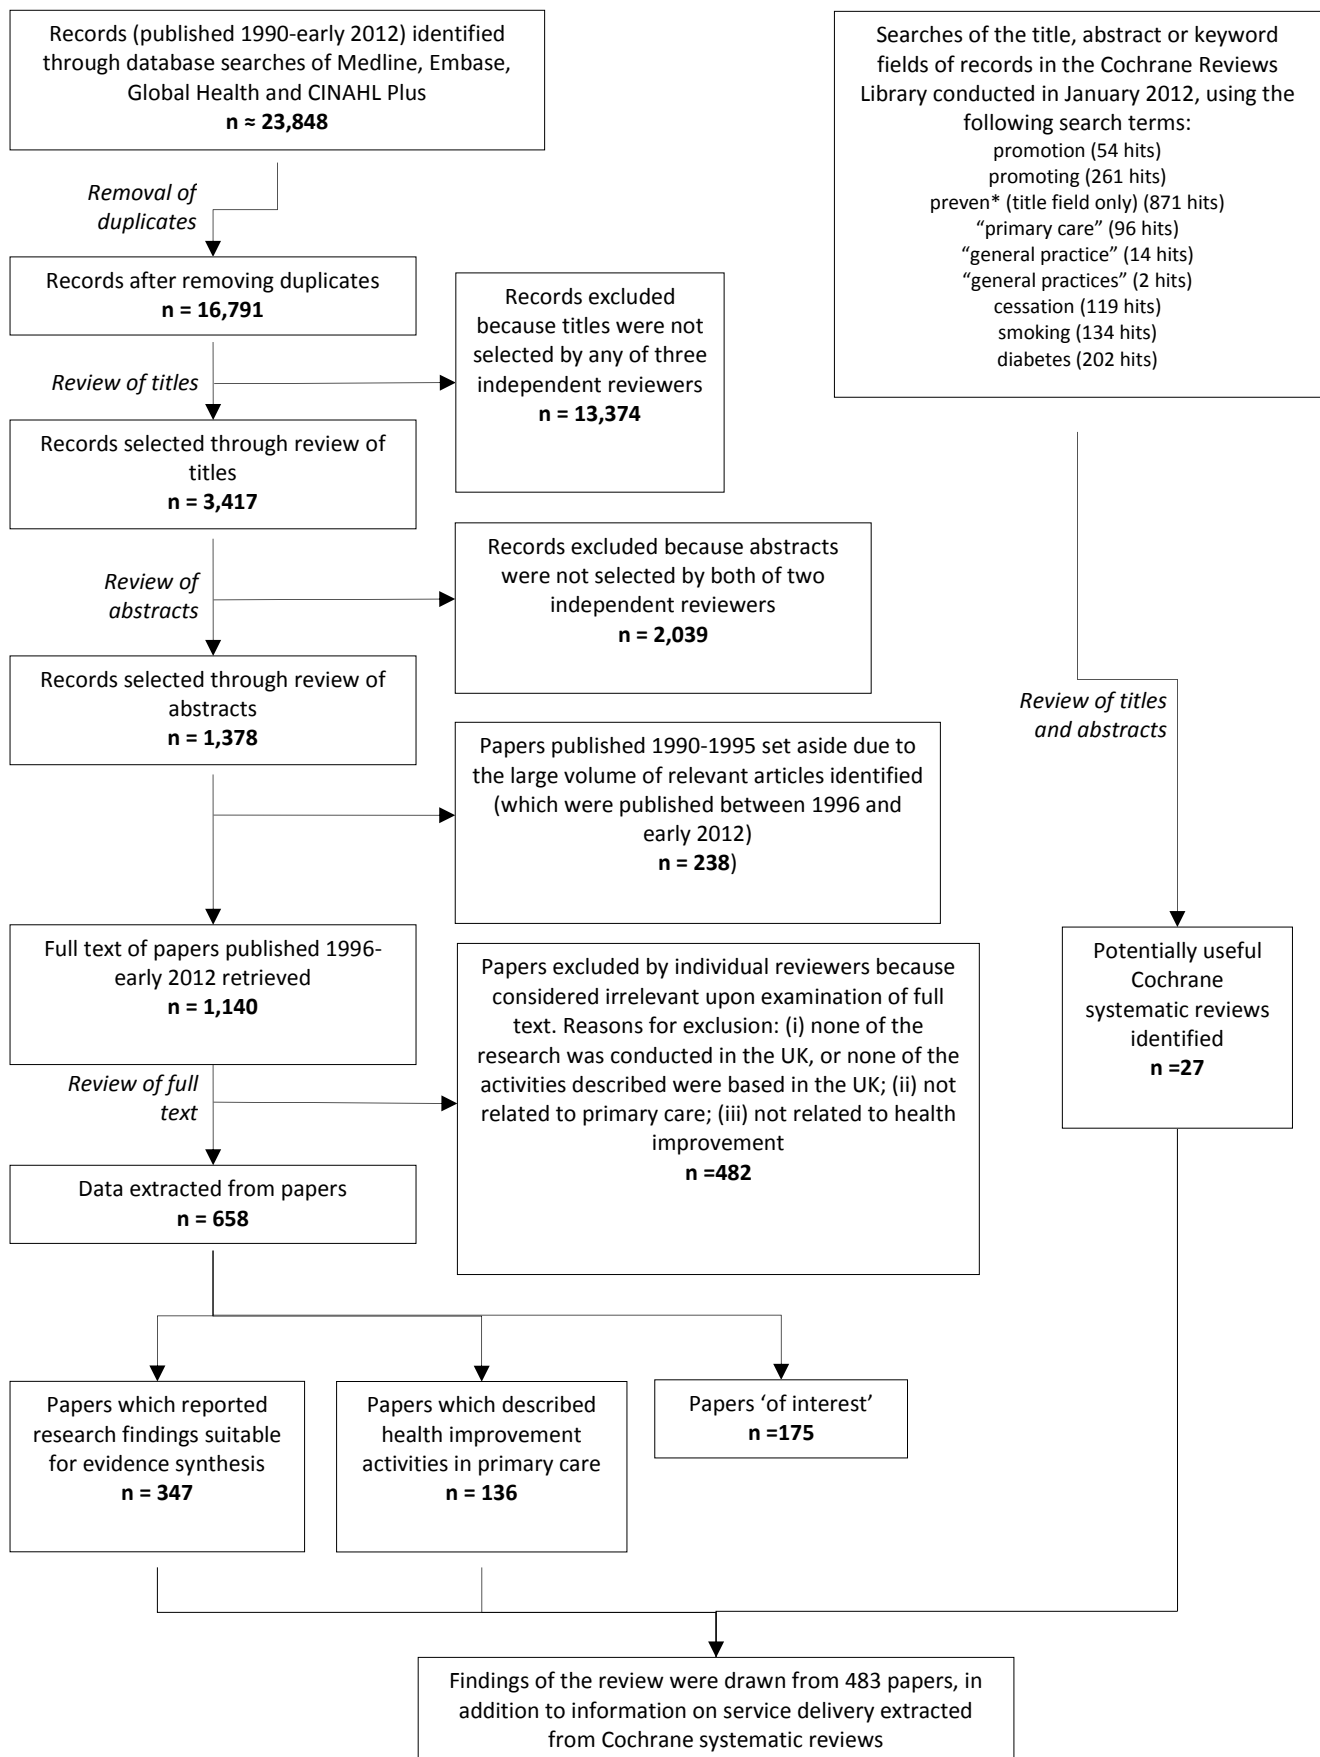 Records (published 1990-early 2012) identified
through database searches of Medline, Embase,
Global Health and CINAHL Plus
n ≈ 23,848
Searches of the title, abstract or keyword
fields of records in the Cochrane Reviews
Library conducted in January 2012, using the
following search terms:
promotion (54 hits)
promoting (261 hits)
preven* (title field only) (871 hits)
“primary care” (96 hits)
“general practice” (14 hits)
“general practices” (2 hits)
cessation (119 hits)
smoking (134 hits)
diabetes (202 hits)
Removal of
duplicates
Records after removing duplicates
n = 16,791
Records excluded
because titles were not
selected by any of three
independent reviewers
n = 13,374
Review of titles
Records selected through review of
titles
n = 3,417
Records excluded because abstracts
were not selected by both of two
independent reviewers
n = 2,039
Review of
abstracts
Records selected through review of
abstracts
n = 1,378
Review of titles
and abstracts
Papers published 1990-1995 set aside due to
the large volume of relevant articles identified
(which were published between 1996 and
early 2012)
n = 238)
Full text of papers published 1996-
early 2012 retrieved
n = 1,140
Papers excluded by individual reviewers because
considered irrelevant upon examination of full
text. Reasons for exclusion: (i) none of the
research was conducted in the UK, or none of the
activities described were based in the UK; (ii) not
related to primary care; (iii) not related to health
improvement
n =482
Potentially useful
Cochrane
systematic reviews
identified
n =27
Review of full
text
Data extracted from papers
n = 658
Papers which reported
research findings suitable
for evidence synthesis
n = 347
Papers which described
health improvement
activities in primary care
n = 136
Papers ‘of interest’
n =175
Findings of the review were drawn from 483 papers, in
addition to information on service delivery extracted
from Cochrane systematic reviews